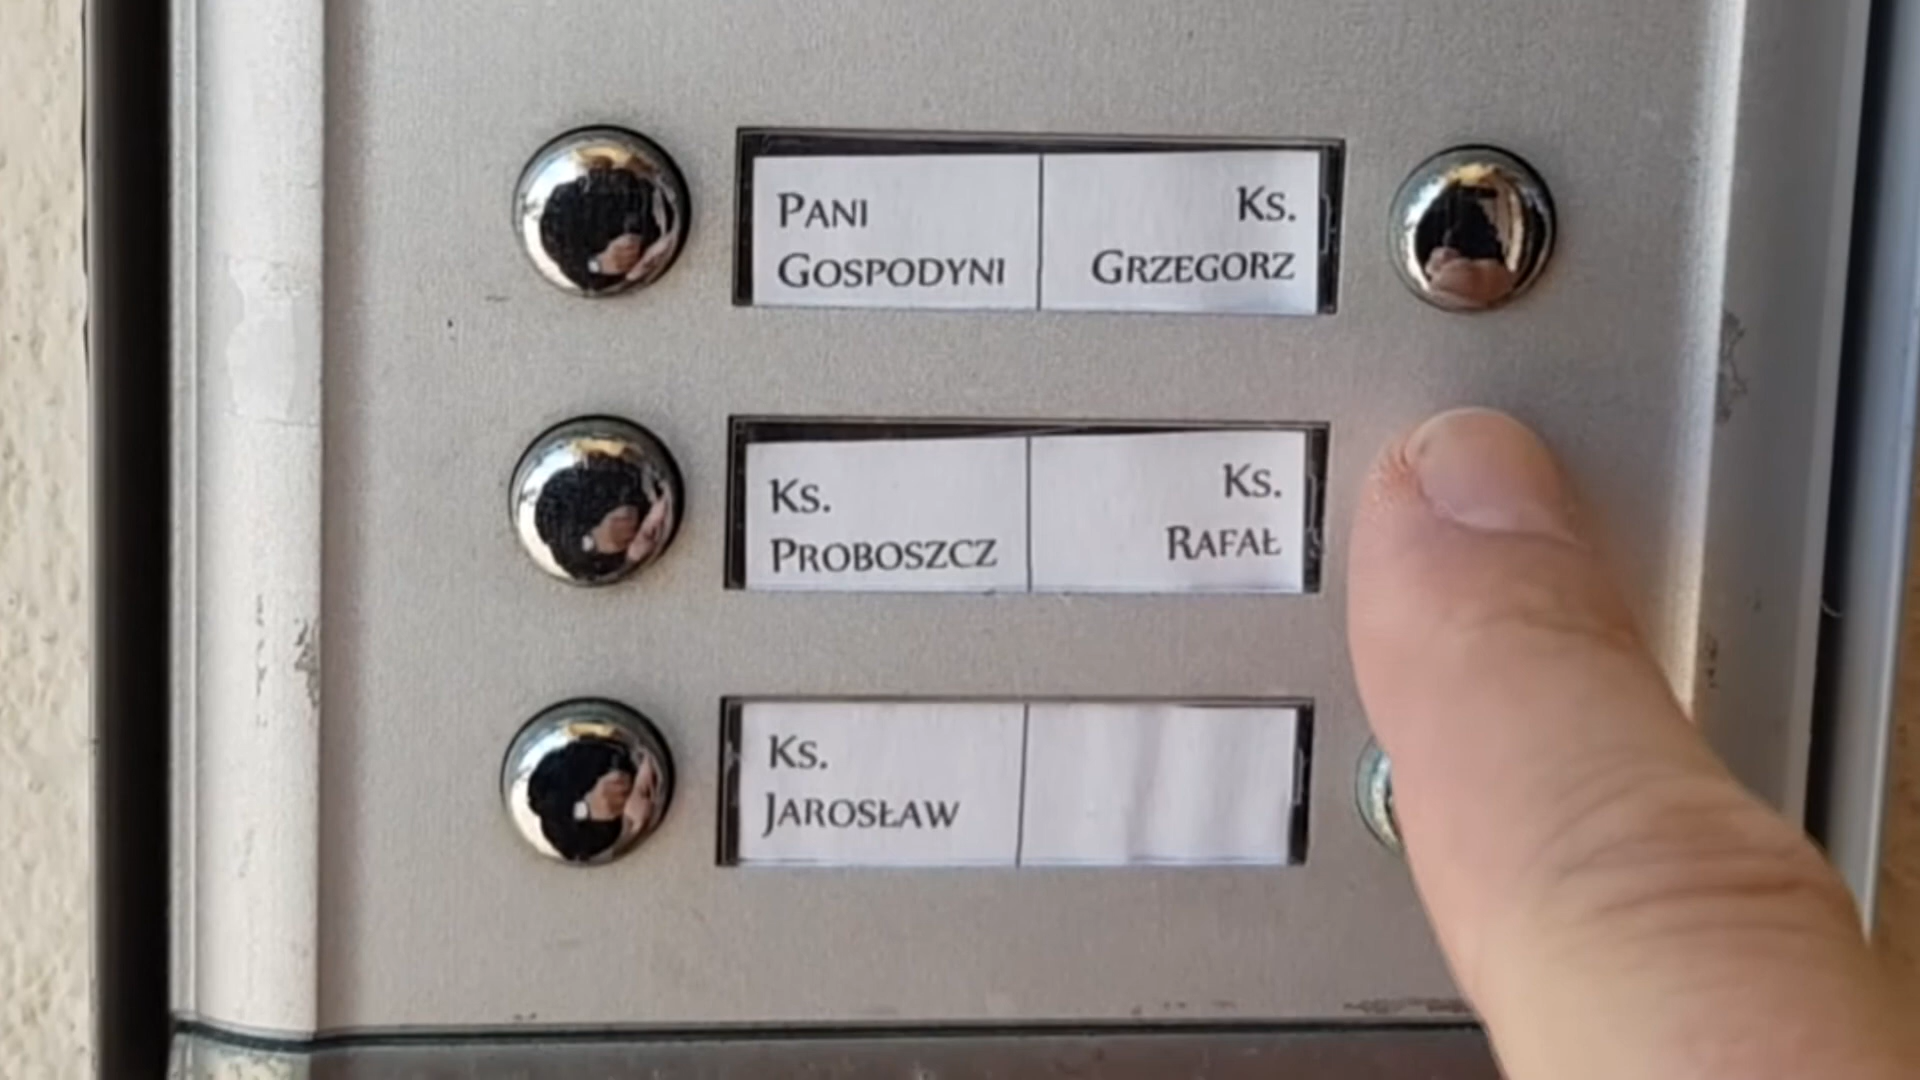 PANI
GOSPODYNI
KS.
GRZEGORZ
KS.
PROBOSZCZ
KS.
RAFAŁ
KS.
JAROSŁAW